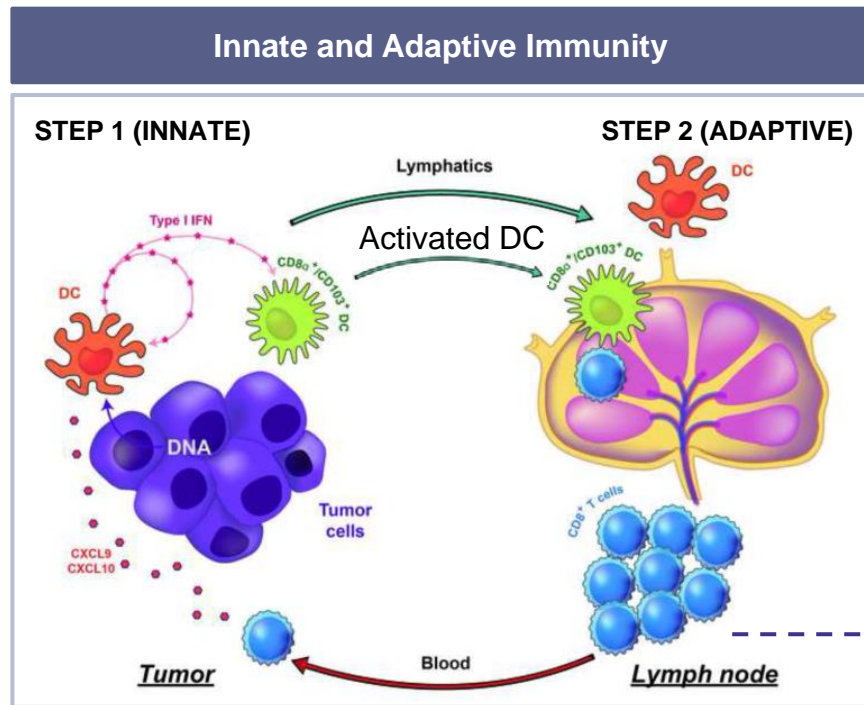 Innate and Adaptive Immunity
STEP 1 (INNATE)
STEP 2 (ADAPTIVE)
Lymphatics
DC
Type I IFN
Activated DC
CD8α⁺/CD103⁺ DC
CD8α⁺/CD103⁺ DC
DC
DNA
Tumor
cells
CD8⁺ T cells
CXCL9
CXCL10
Blood
Tumor
Lymph node